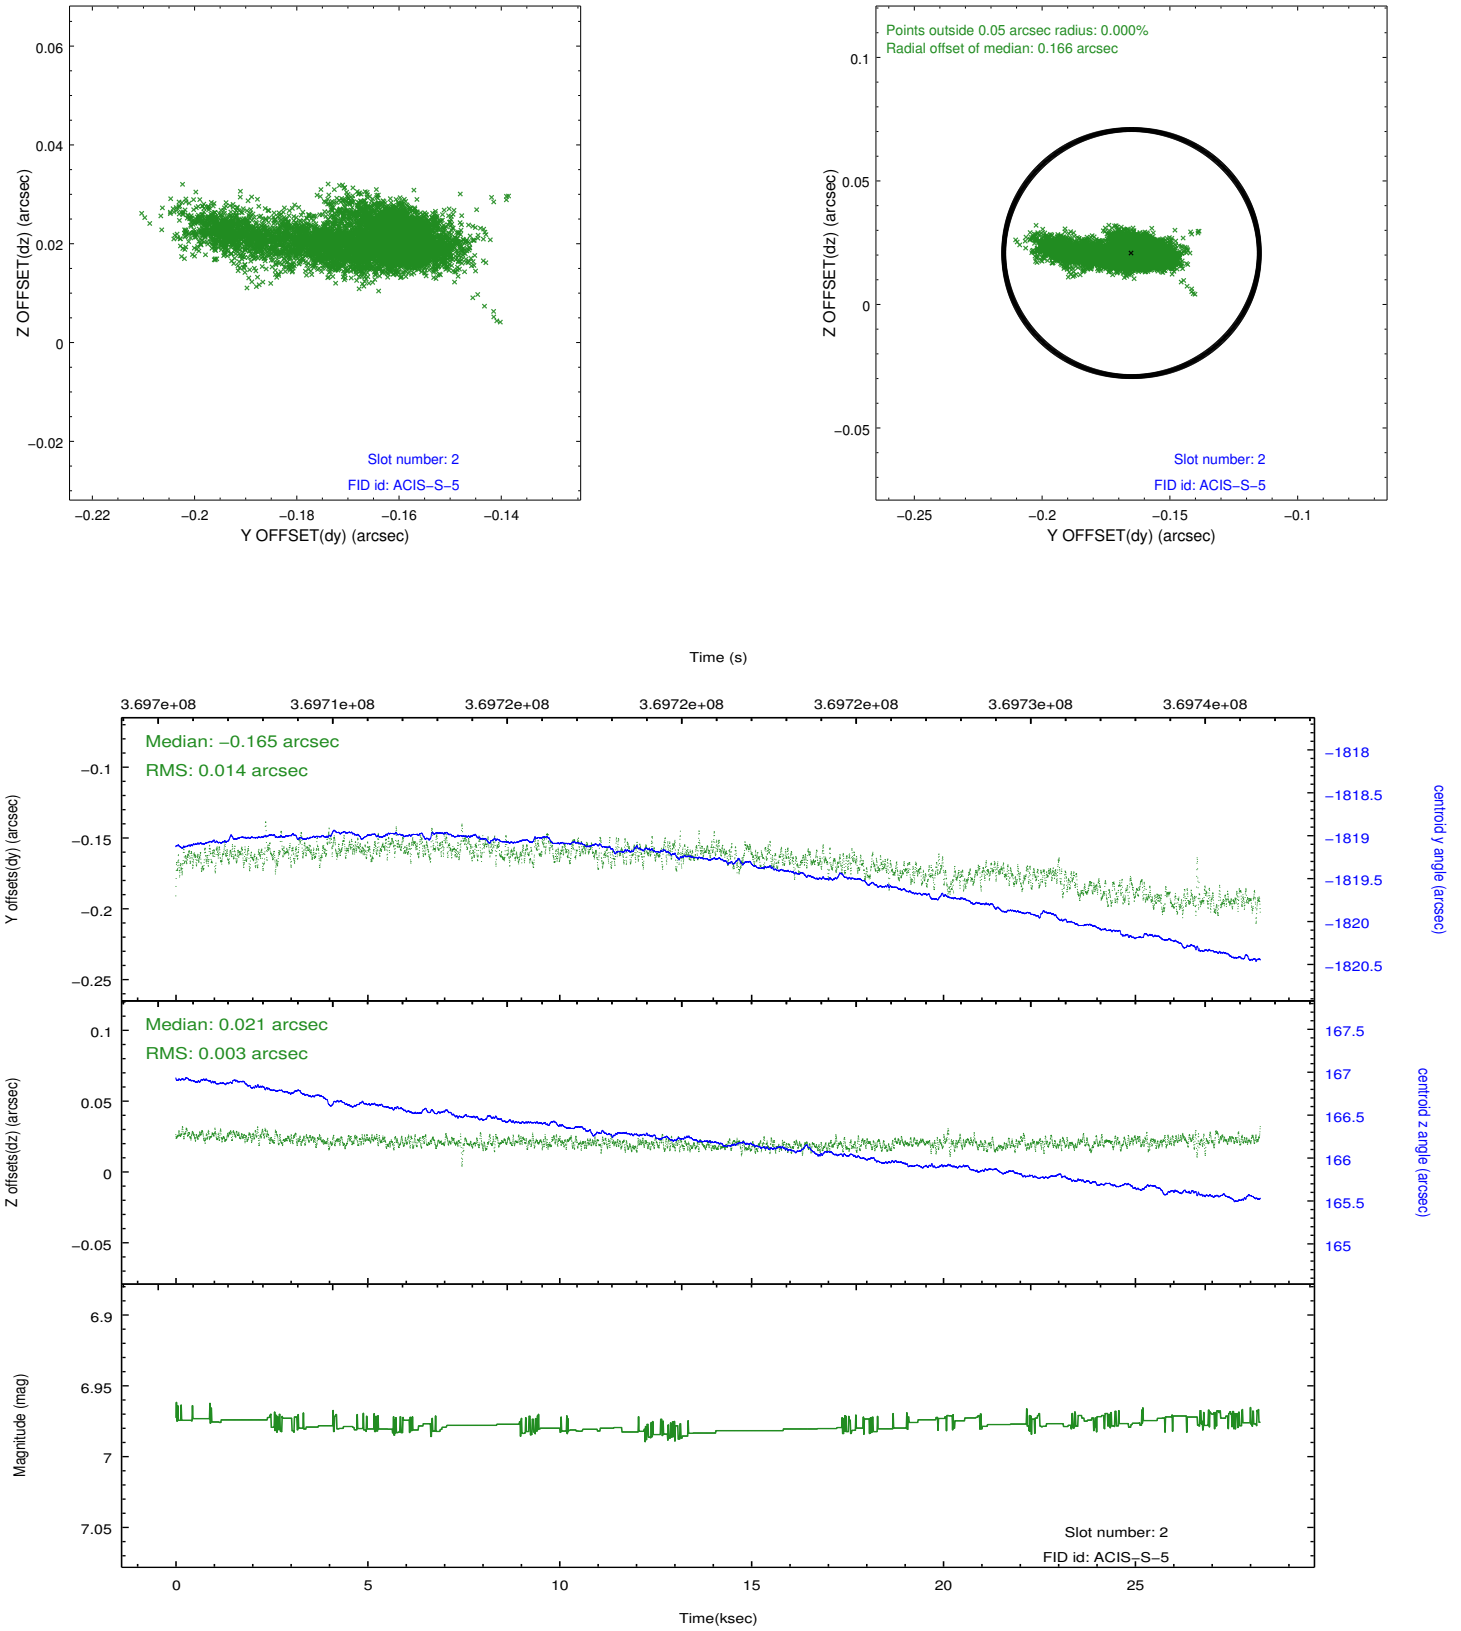 0.06
0.04
0.02
0
−0.02
Z OFFSET(dz) (arcsec)
Slot number: 2
FID id: ACIS−S−5
−0.22 −0.2 −0.18 −0.16 −0.14
Y OFFSET(dy) (arcsec)
Points outside 0.05 arcsec radius: 0.000%
Radial offset of median: 0.166 arcsec
0.1
0.05
0
−0.05
Z OFFSET(dz) (arcsec)
Slot number: 2
FID id: ACIS−S−5
−0.25 −0.2 −0.15 −0.1
Y OFFSET(dy) (arcsec)
Time (s)
3.697e+08 3.6971e+08 3.6972e+08 3.6972e+08 3.6972e+08 3.6973e+08 3.6974e+08
Median: −0.165 arcsec
RMS: 0.014 arcsec
−0.1
−0.15
−0.2
−0.25
Y offsets(dy) (arcsec)
−1818
−1818.5
−1819
−1819.5
−1820
−1820.5
centroid y angle (arcsec)
Median: 0.021 arcsec
RMS: 0.003 arcsec
0.1
0.05
0
−0.05
Z offsets(dz) (arcsec)
167.5
167
166.5
166
165.5
165
centroid z angle (arcsec)
6.9
6.95
7
7.05
Magnitude (mag)
Slot number: 2
FID id: ACIS−S−5
0 5 10 15 20 25
Time(ksec)